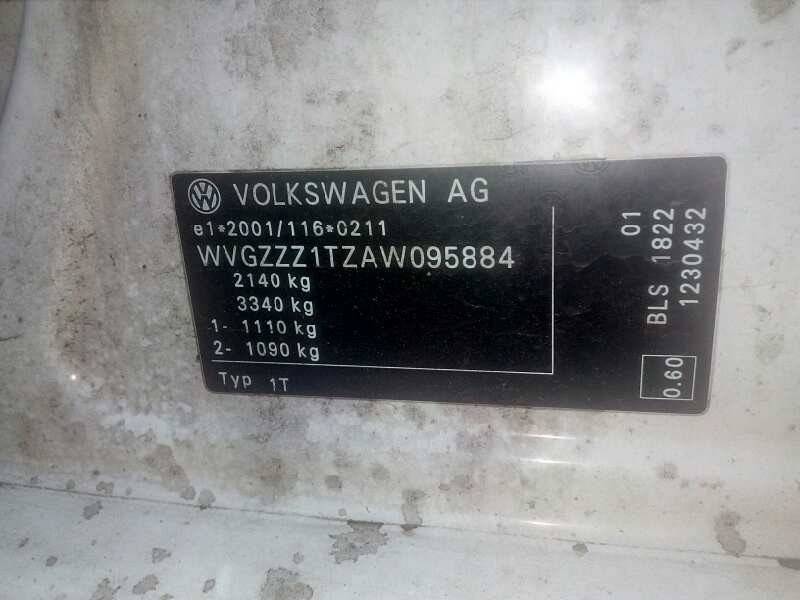 VOLKSWAGEN AG
e1*2001/116*0211
WVGZZZ1TZAW095884
2140 kg
3340 kg
1- 1110 kg
2- 1090 kg
Typ 1T
01
BLS 1822
1230432
0.60